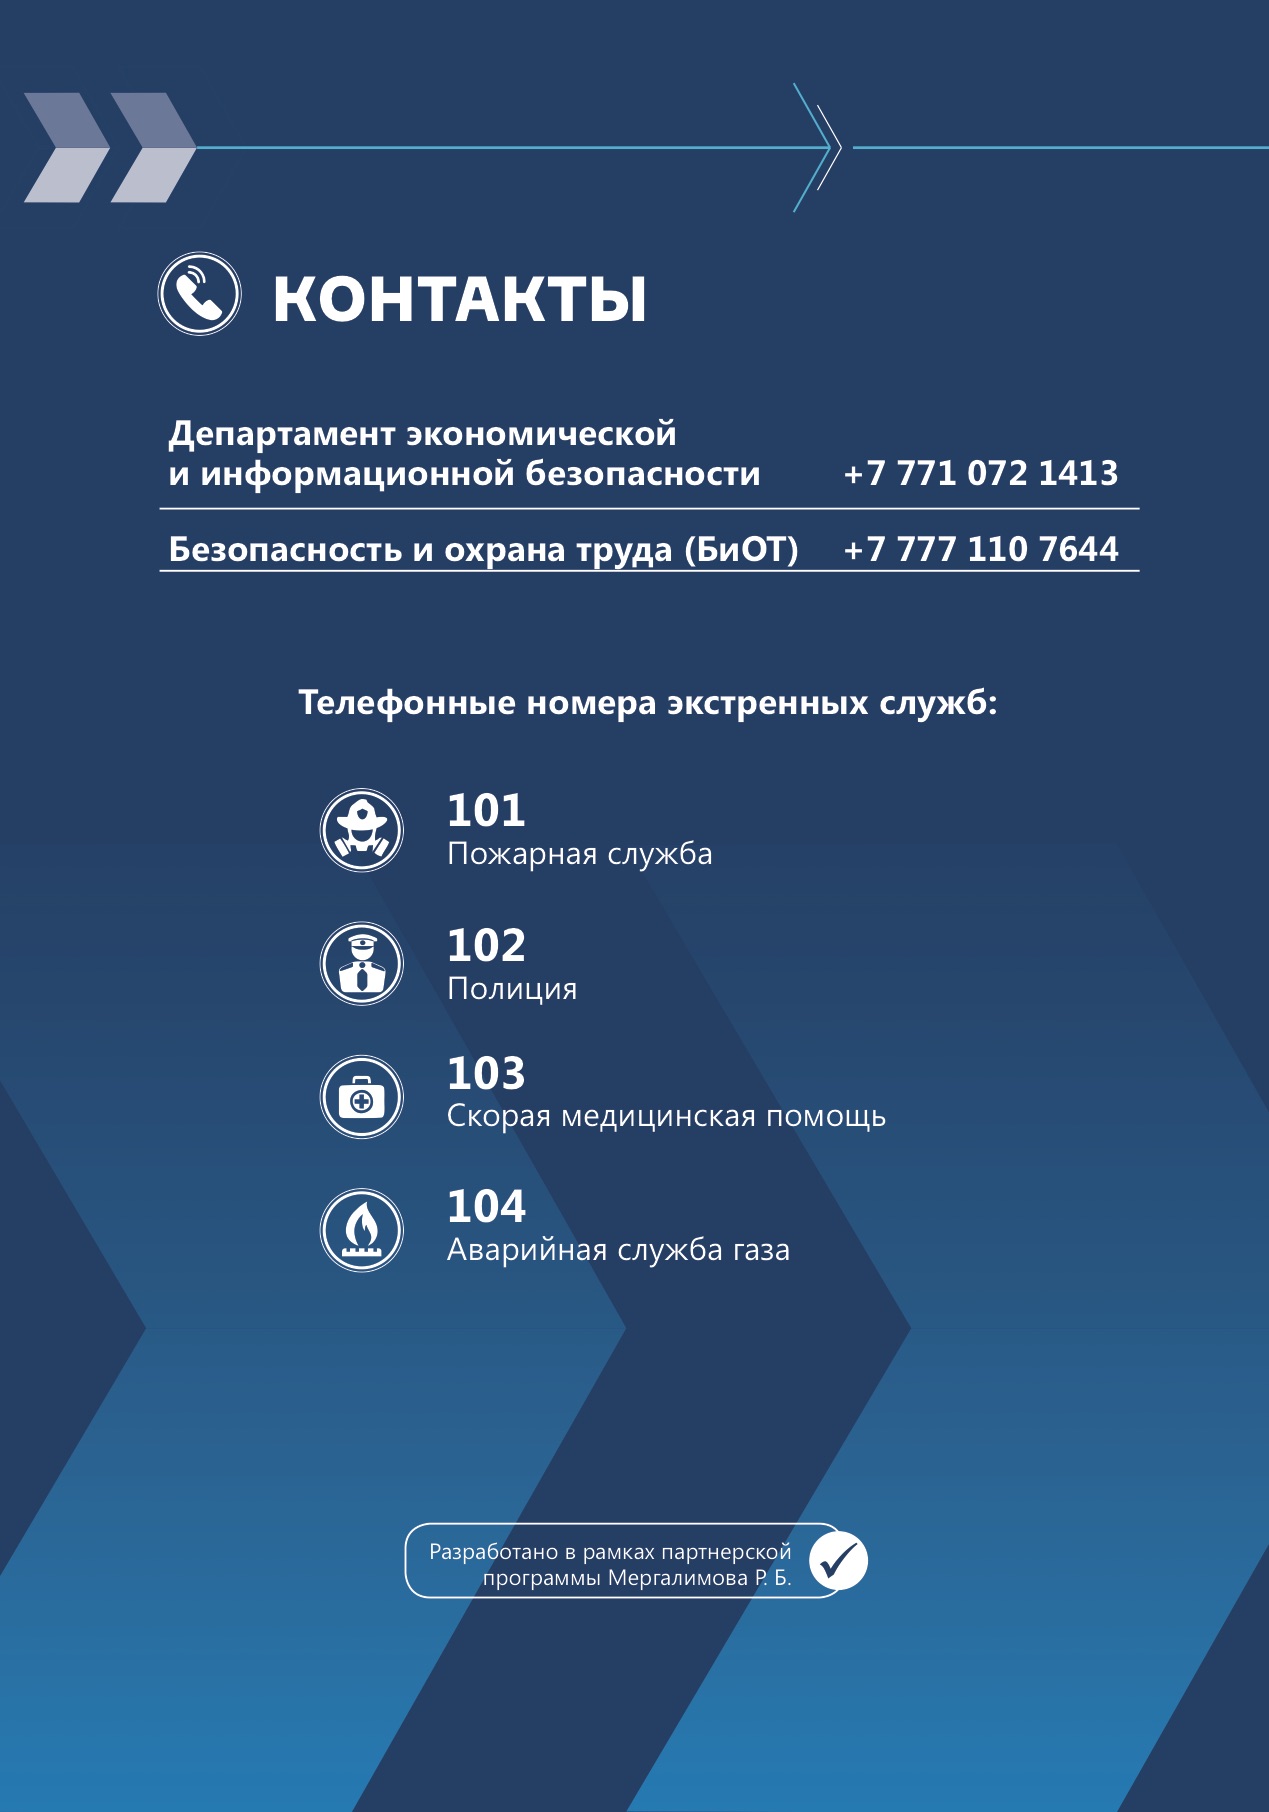 КОНТАКТЫ
Департамент экономической
и информационной безопасности +7 771 072 1413
Безопасность и охрана труда (БиОТ) +7 777 110 7644
Телефонные номера экстренных служб:
101
Пожарная служба
102
Полиция
103
Скорая медицинская помощь
104
Аварийная служба газа
Разработано в рамках партнерской
программы Мергалимова Р. Б.